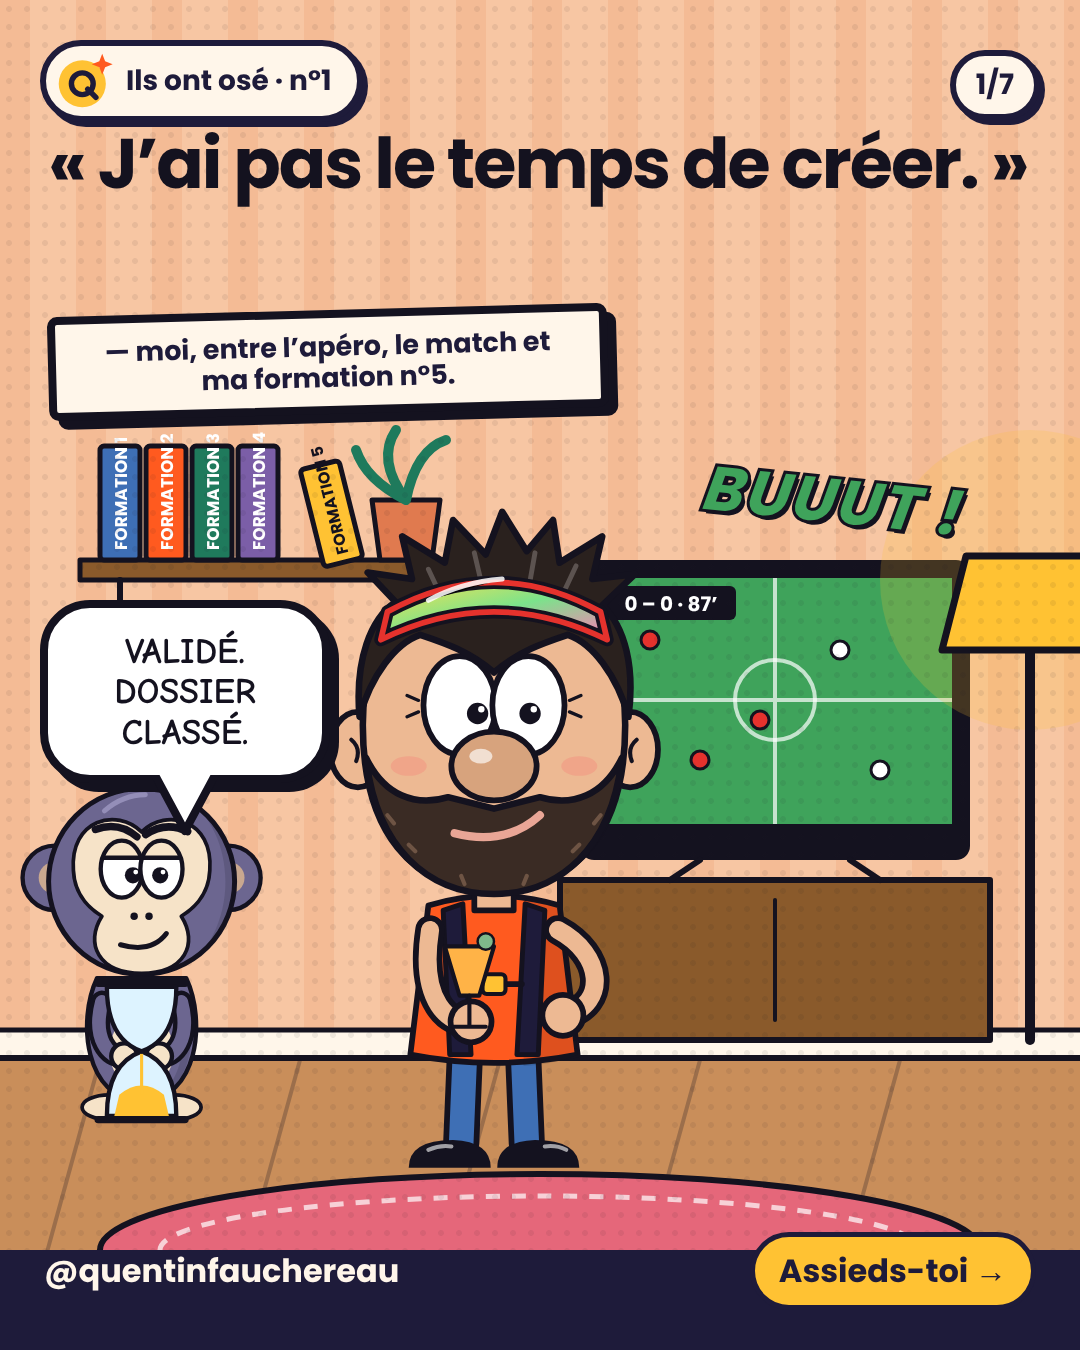 Q
Ils ont osé · n°1
1/7
« J’ai pas le temps de créer. »
— moi, entre l’apéro, le match et
ma formation n°5.
FORMATION 1
FORMATION 2
FORMATION 3
FORMATION 4
FORMATION 5
BUUUT !
0 – 0 · 87’
VALIDÉ.
DOSSIER
CLASSÉ.
@quentinfauchereau
Assieds-toi →